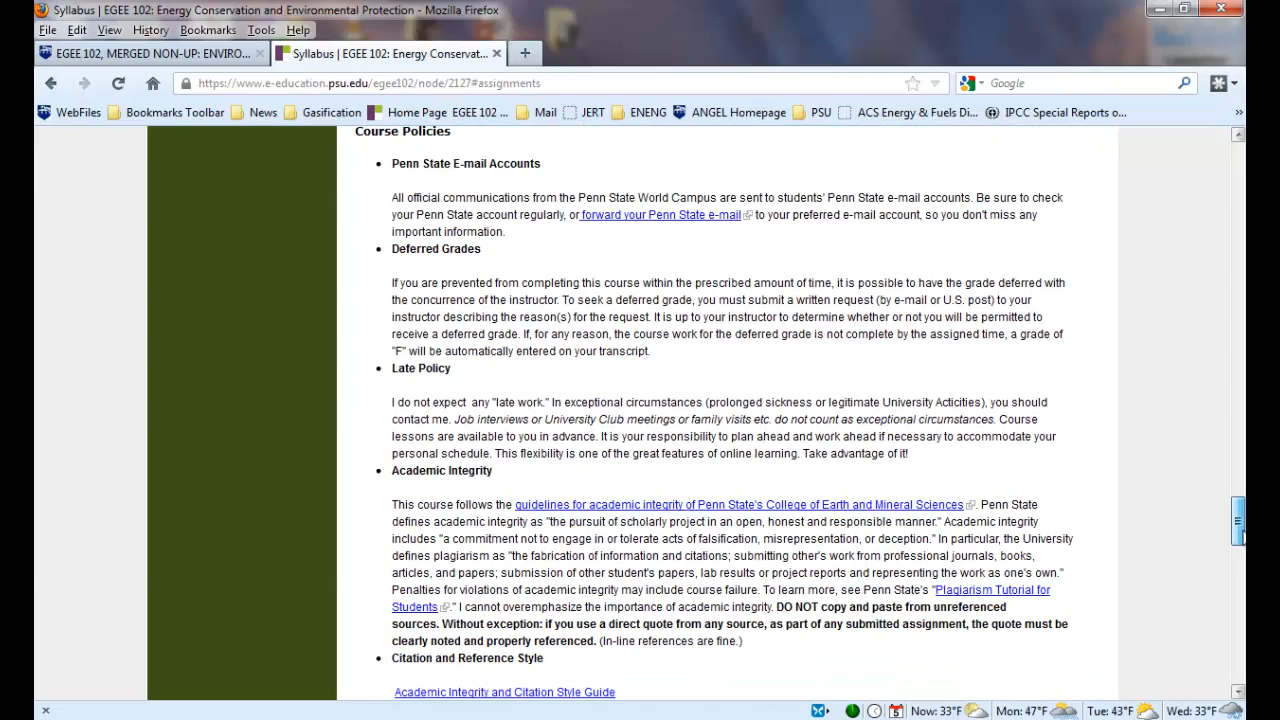 Syllabus | EGEE 102: Energy Conservation and Environmental Protection - Mozilla Firefox
File Edit View History Bookmarks Tools Help
EGEE 102, MERGED NON-UP: ENVIRO... × Syllabus | EGEE 102: Energy Conservat... × +
https://www.e-education.psu.edu/egee102/node/2127#assignments Google
WebFiles Bookmarks Toolbar News Gasification Home Page EGEE 102 ... Mail JERT ENENG ANGEL Homepage PSU ACS Energy & Fuels Di... IPCC Special Reports o... »
Course Policies
• Penn State E-mail Accounts
All official communications from the Penn State World Campus are sent to students' Penn State e-mail accounts. Be sure to check
your Penn State account regularly, or forward your Penn State e-mail to your preferred e-mail account, so you don't miss any
important information.
• Deferred Grades
If you are prevented from completing this course within the prescribed amount of time, it is possible to have the grade deferred with
the concurrence of the instructor. To seek a deferred grade, you must submit a written request (by e-mail or U.S. post) to your
instructor describing the reason(s) for the request. It is up to your instructor to determine whether or not you will be permitted to
receive a deferred grade. If, for any reason, the course work for the deferred grade is not complete by the assigned time, a grade of
"F" will be automatically entered on your transcript.
• Late Policy
I do not expect any "late work." In exceptional circumstances (prolonged sickness or legitimate University Acticities), you should
contact me. Job interviews or University Club meetings or family visits etc. do not count as exceptional circumstances. Course
lessons are available to you in advance. It is your responsibility to plan ahead and work ahead if necessary to accommodate your
personal schedule. This flexibility is one of the great features of online learning. Take advantage of it!
• Academic Integrity
This course follows the guidelines for academic integrity of Penn State's College of Earth and Mineral Sciences. Penn State
defines academic integrity as "the pursuit of scholarly project in an open, honest and responsible manner." Academic integrity
includes "a commitment not to engage in or tolerate acts of falsification, misrepresentation, or deception." In particular, the University
defines plagiarism as "the fabrication of information and citations; submitting other's work from professional journals, books,
articles, and papers; submission of other student's papers, lab results or project reports and representing the work as one's own."
Penalties for violations of academic integrity may include course failure. To learn more, see Penn State's "Plagiarism Tutorial for
Students." I cannot overemphasize the importance of academic integrity. DO NOT copy and paste from unreferenced
sources. Without exception: if you use a direct quote from any source, as part of any submitted assignment, the quote must be
clearly noted and properly referenced. (In-line references are fine.)
• Citation and Reference Style
Academic Integrity and Citation Style Guide
× 5 Now: 33°F Mon: 47°F Tue: 43°F Wed: 33°F